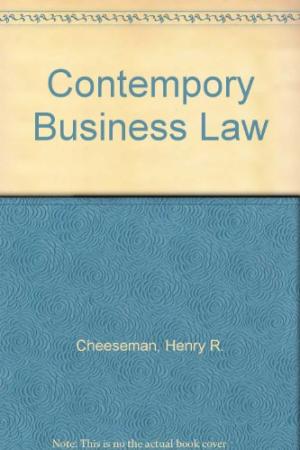 Contempory
Business Law
Cheeseman, Henry R.
Note: This is no the actual book cover